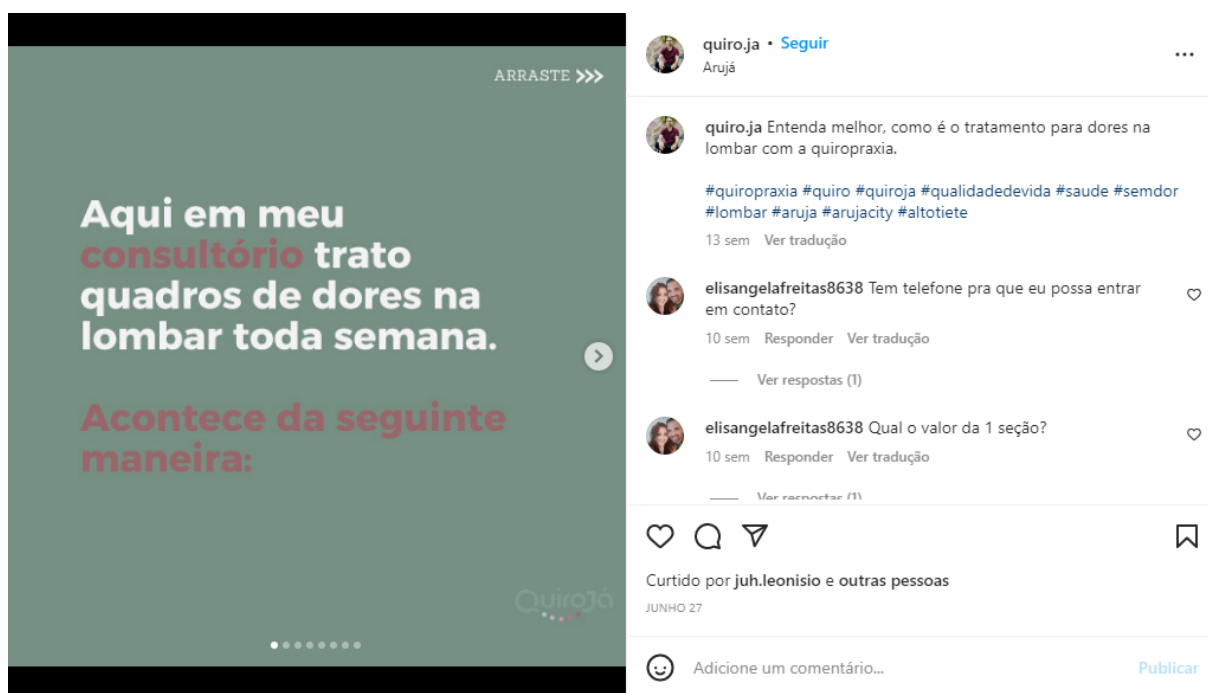 ARRASTE >>>
Aqui em meu
consultório trato
quadros de dores na
lombar toda semana.
Acontece da seguinte
maneira:
QuiroJá
quiro.ja • Seguir
Arujá
quiro.ja Entenda melhor, como é o tratamento para dores na
lombar com a quiropraxia.
#quiropraxia #quiro #quiroja #qualidadedevida #saude #semdor
#lombar #aruja #arujacity #altotiete
13 sem Ver tradução
elisangelafreitas8638 Tem telefone pra que eu possa entrar
em contato?
10 sem Responder Ver tradução
Ver respostas (1)
elisangelafreitas8638 Qual o valor da 1 seção?
10 sem Responder Ver tradução
Ver respostas (1)
Curtido por juh.leonisio e outras pessoas
JUNHO 27
Adicione um comentário... Publicar